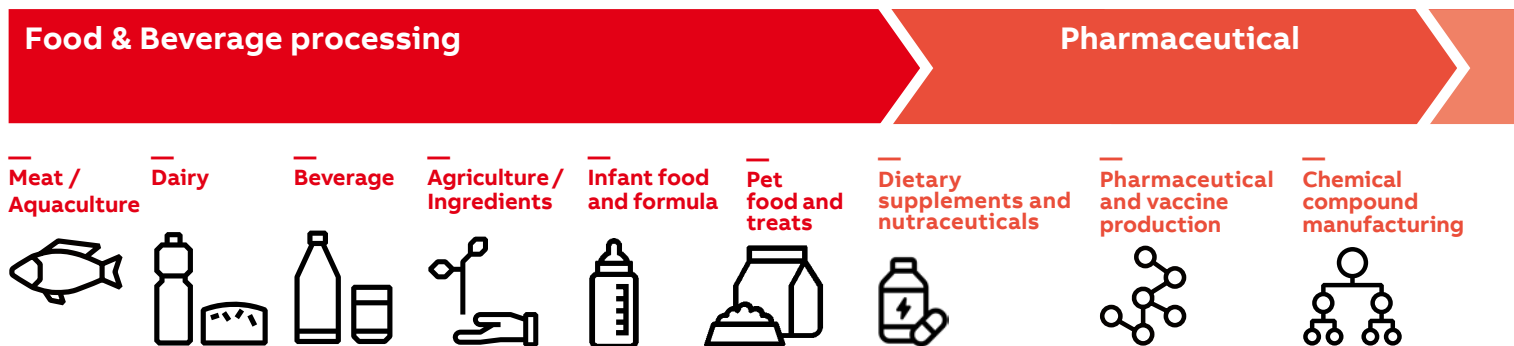 Food & Beverage processing
Pharmaceutical
Meat /
Aquaculture
Dairy
Beverage
Agriculture /
Ingredients
Infant food
and formula
Pet
food and
treats
Dietary
supplements and
nutraceuticals
Pharmaceutical
and vaccine
production
Chemical
compound
manufacturing